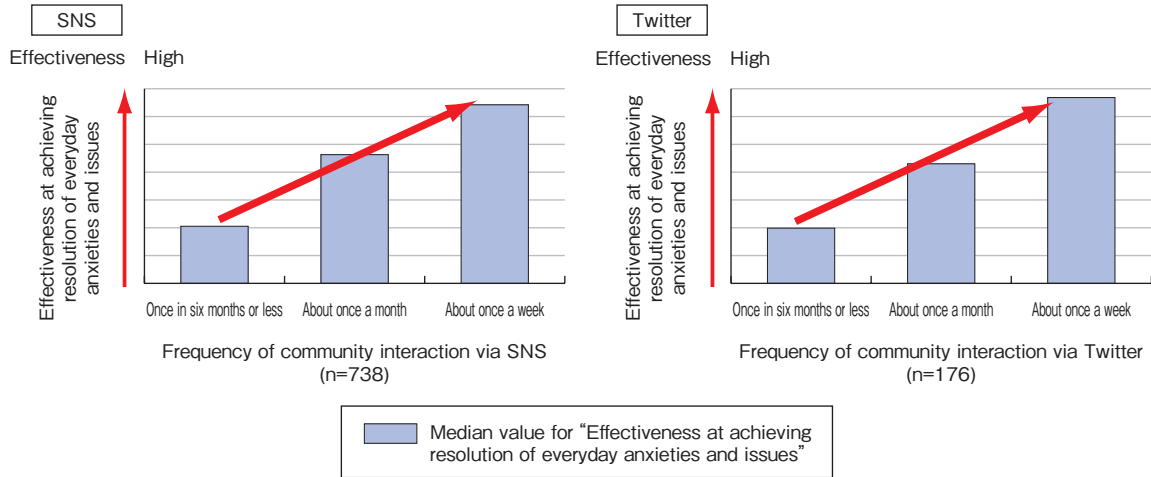 SNS
Effectiveness High
Effectiveness at achieving
resolution of everyday
anxieties and issues
Once in six months or less
About once a month
About once a week
Frequency of community interaction via SNS
(n=738)
Twitter
Effectiveness High
Effectiveness at achieving
resolution of everyday
anxieties and issues
Once in six months or less
About once a month
About once a week
Frequency of community interaction via Twitter
(n=176)
Median value for “Effectiveness at achieving
resolution of everyday anxieties and issues”